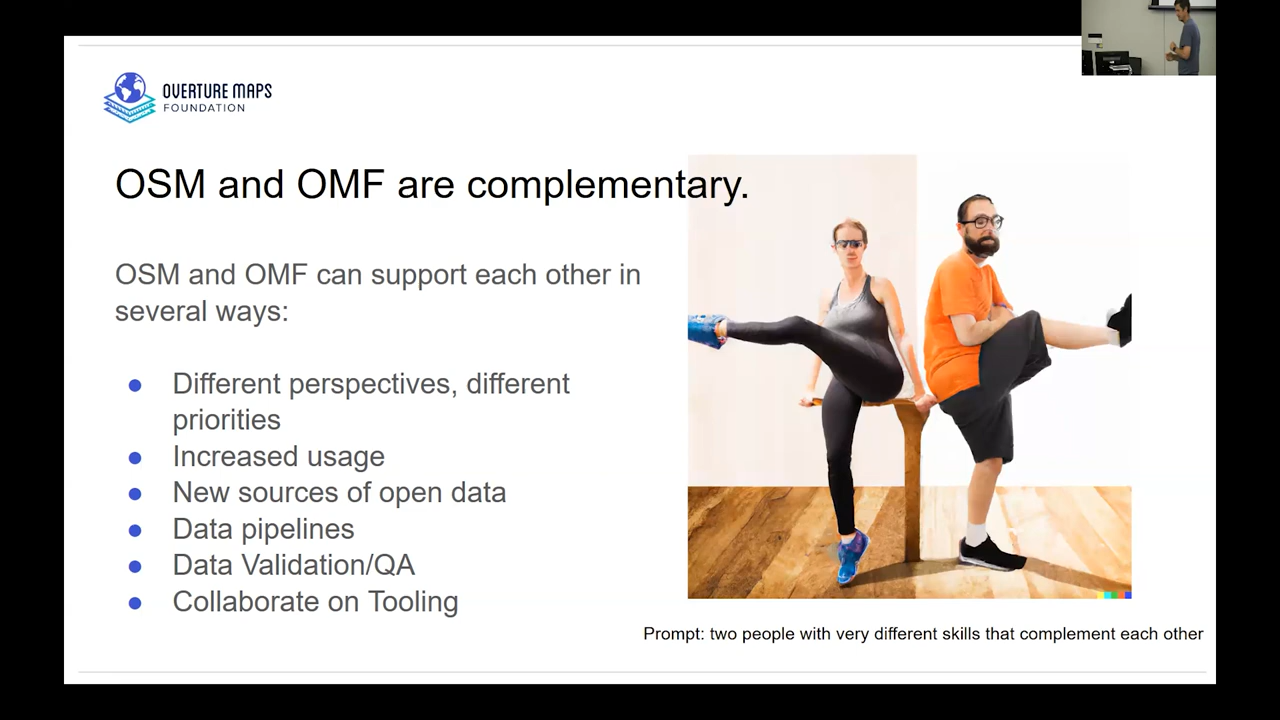 OVERTURE MAPS
FOUNDATION
OSM and OMF are complementary.
OSM and OMF can support each other in
several ways:
● Different perspectives, different
priorities
● Increased usage
● New sources of open data
● Data pipelines
● Data Validation/QA
● Collaborate on Tooling
Prompt: two people with very different skills that complement each other